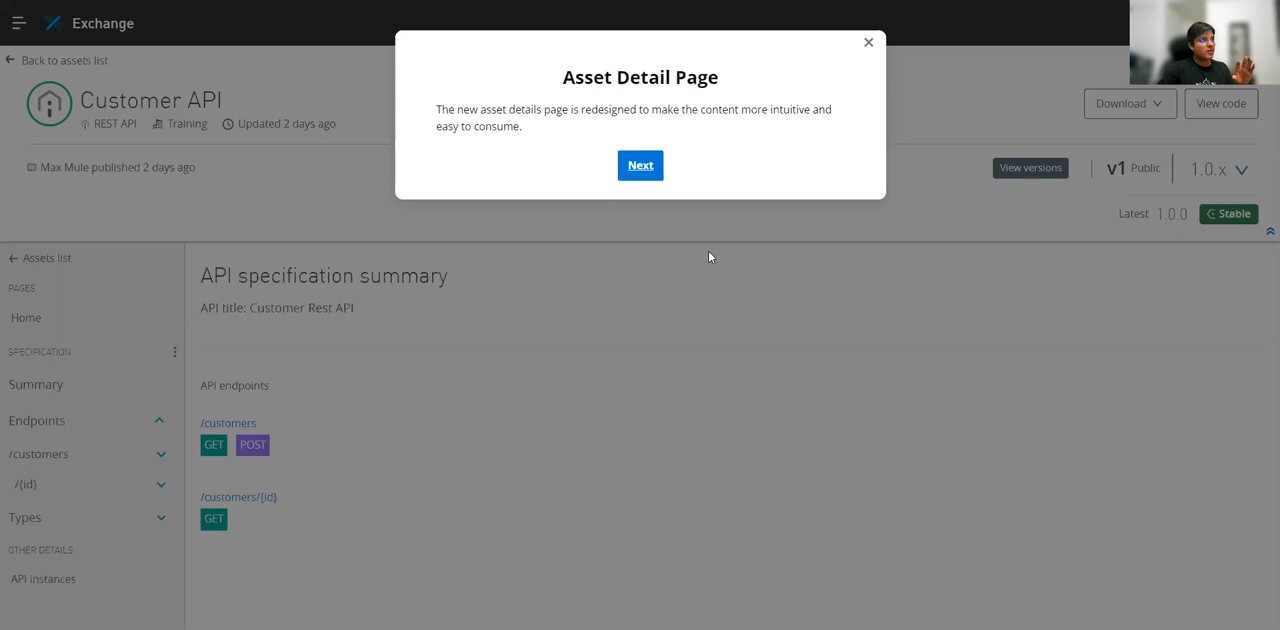 Exchange
Back to assets list
Customer API
REST API Training Updated 2 days ago
Download
View code
Asset Detail Page
The new asset details page is redesigned to make the content more intuitive and
easy to consume.
Next
Max Mule published 2 days ago
View versions
v1 Public
1.0.x
Latest 1.0.0 Stable
Assets list
PAGES
Home
SPECIFICATION
Summary
Endpoints
/customers
/{id}
Types
OTHER DETAILS
API instances
API specification summary
API title: Customer Rest API
API endpoints
/customers
GET POST
/customers/{id}
GET